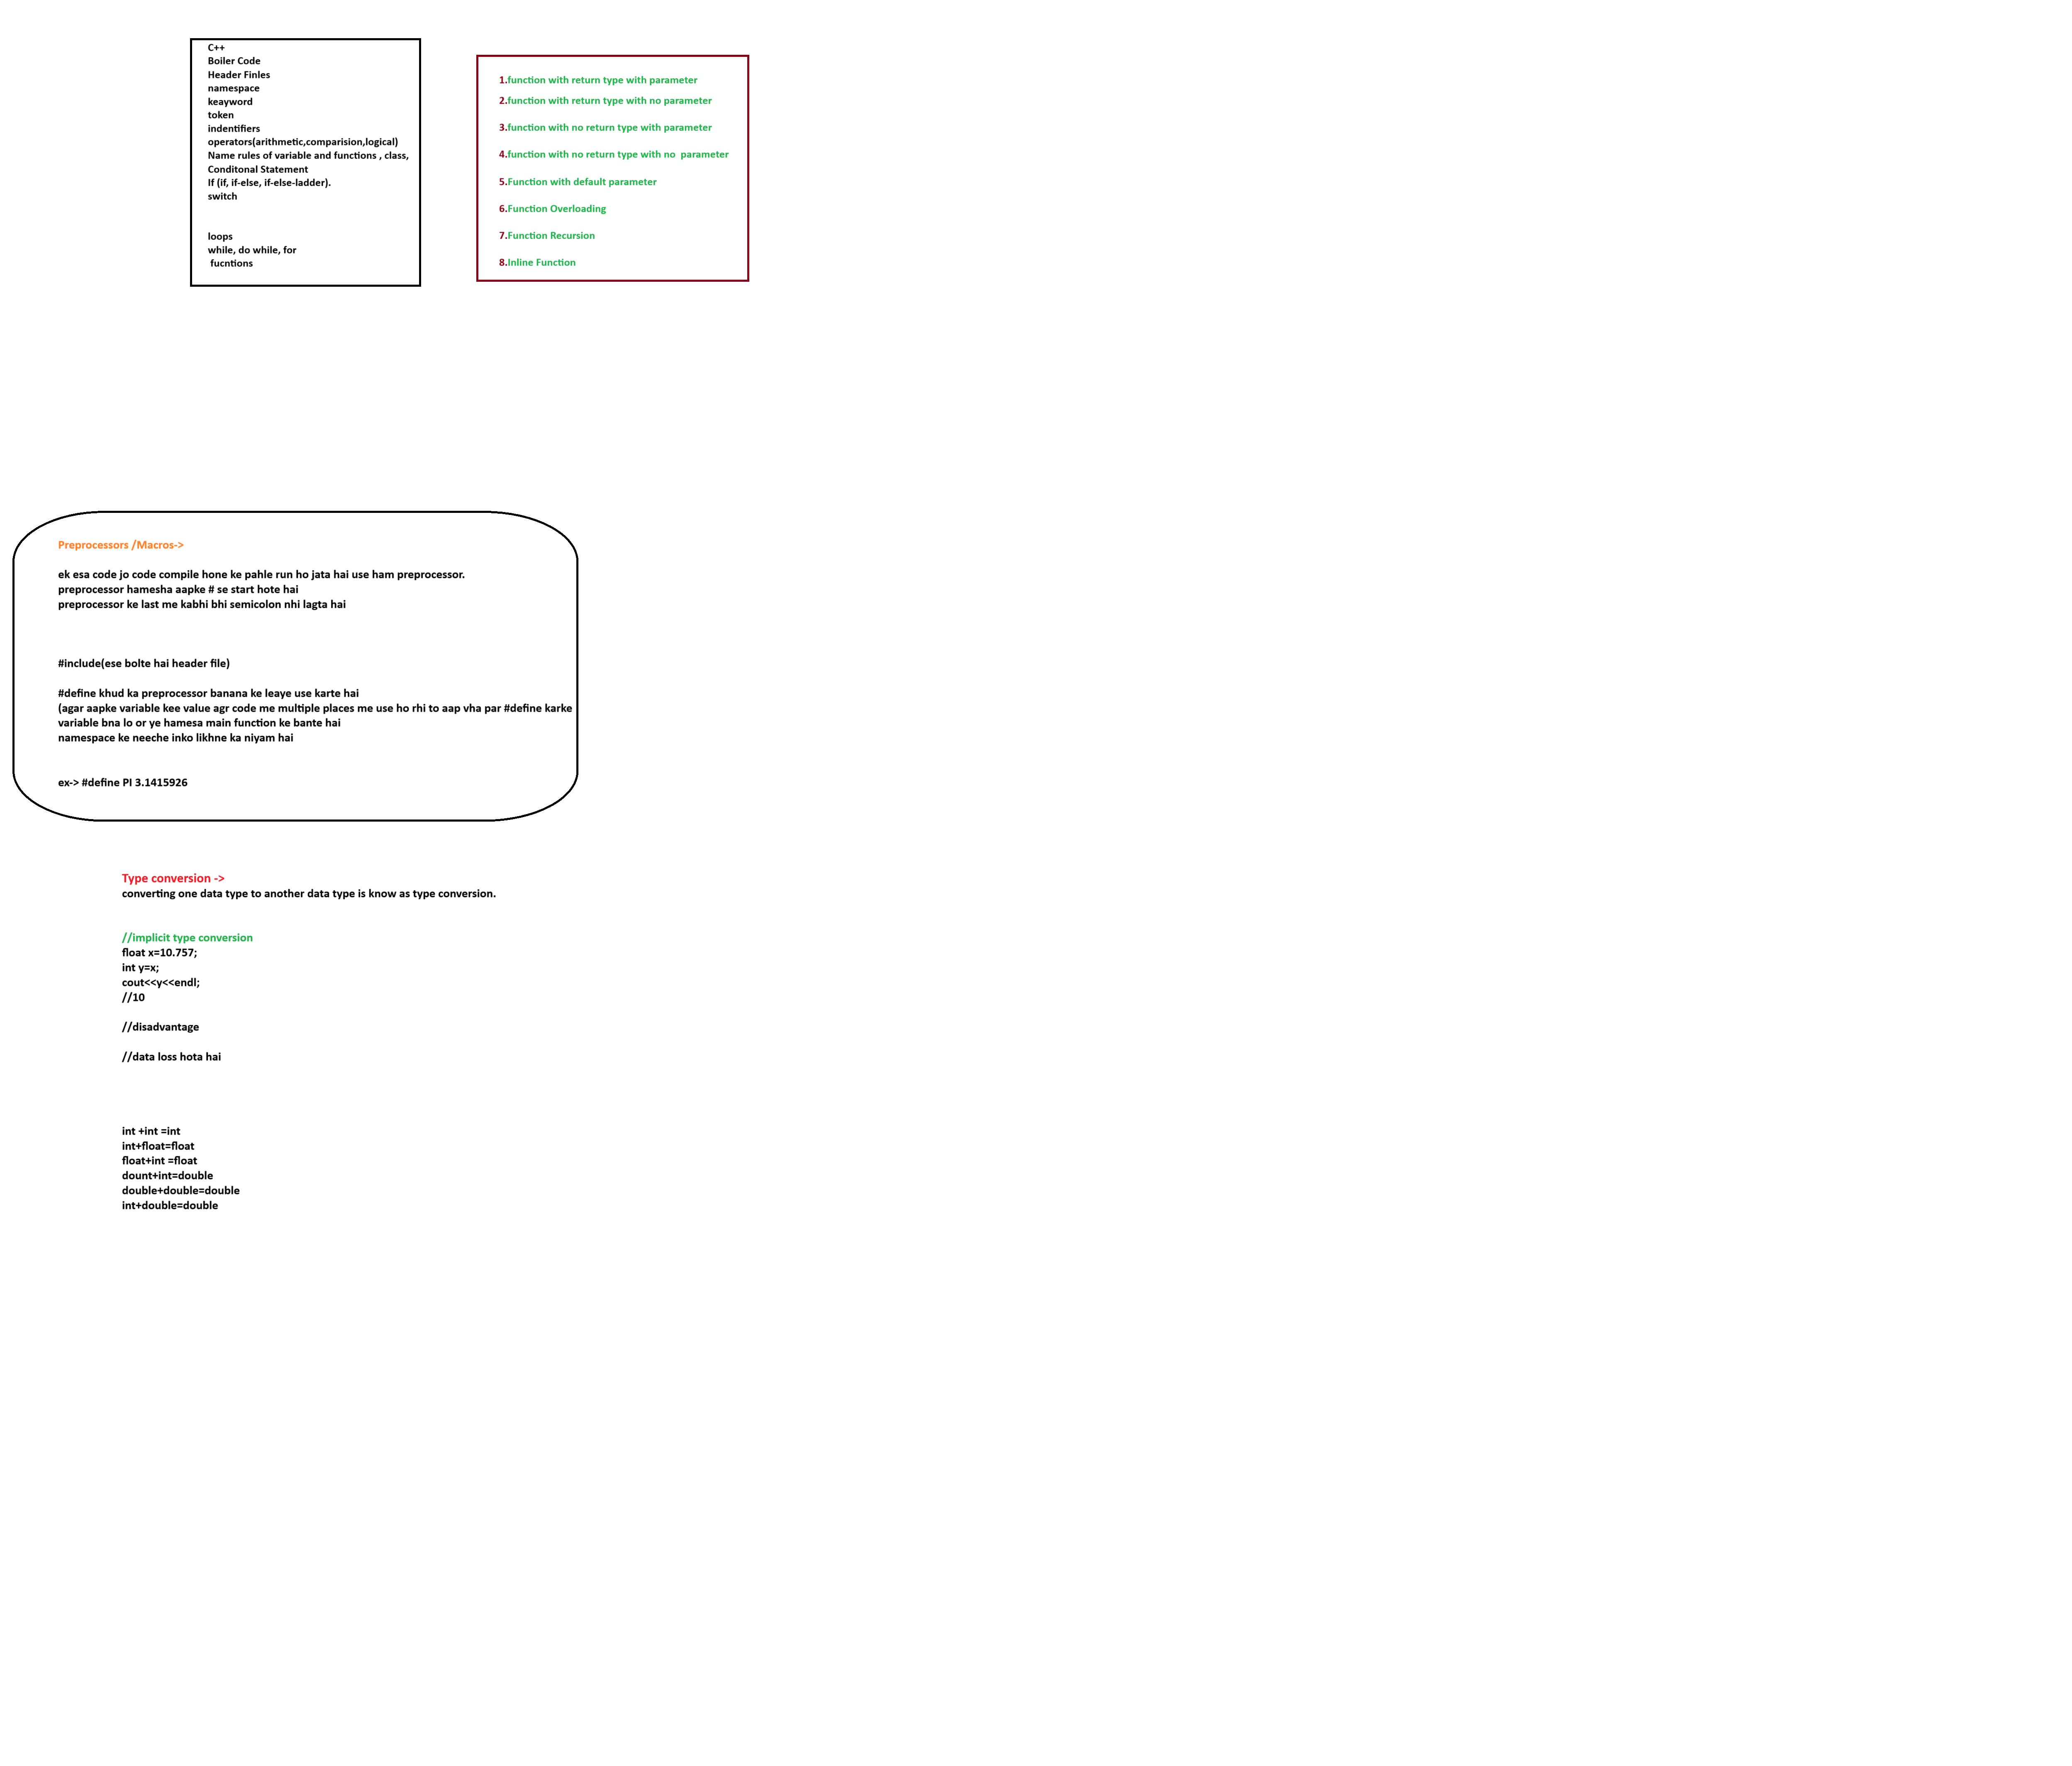 C++
Boiler Code
Header Finles
namespace
keayword
token
indentifiers
operators(arithmetic,comparision,logical)
Name rules of variable and functions , class,
Conditonal Statement
If (if, if-else, if-else-ladder).
switch
loops
while, do while, for
fucntions
1.function with return type with parameter
2.function with return type with no parameter
3.function with no return type with parameter
4.function with no return type with no  parameter
5.Function with default parameter
6.Function Overloading
7.Function Recursion
8.Inline Function
Preprocessors /Macros->
ek esa code jo code compile hone ke pahle run ho jata hai use ham preprocessor.
preprocessor hamesha aapke # se start hote hai
preprocessor ke last me kabhi bhi semicolon nhi lagta hai
#include(ese bolte hai header file)
#define khud ka preprocessor banana ke leaye use karte hai
(agar aapke variable kee value agr code me multiple places me use ho rhi to aap vha par #define karke
variable bna lo or ye hamesa main function ke bante hai
namespace ke neeche inko likhne ka niyam hai
ex-> #define PI 3.1415926
Type conversion ->
converting one data type to another data type is know as type conversion.
//implicit type conversion
float x=10.757;
int y=x;
cout<<y<<endl;
//10
//disadvantage
//data loss hota hai
int +int =int
int+float=float
float+int =float
dount+int=double
double+double=double
int+double=double